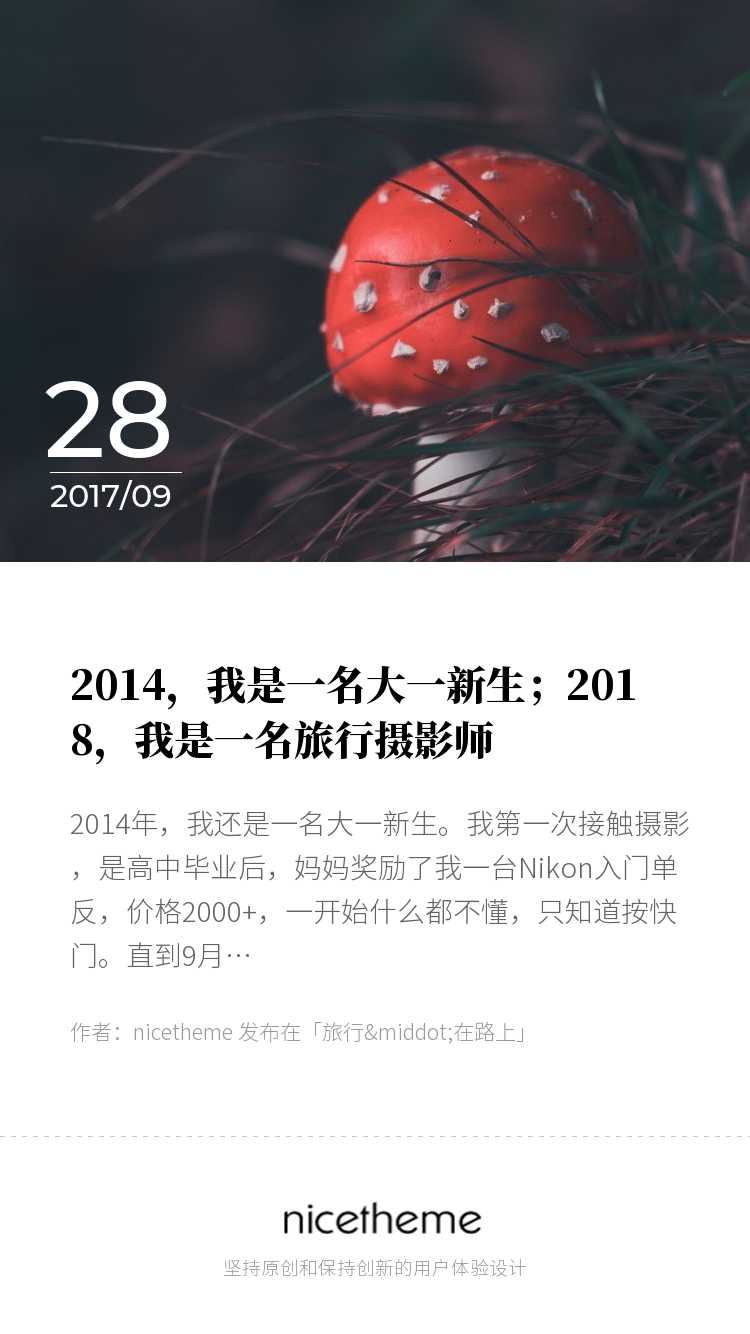 28
2017/09
2014，我是一名大一新生；201
8，我是一名旅行摄影师
2014年，我还是一名大一新生。我第一次接触摄影
，是高中毕业后，妈妈奖励了我一台Nikon入门单
反，价格2000+，一开始什么都不懂，只知道按快
门。直到9月…
作者：nicetheme 发布在「旅行&middot;在路上」
nicetheme
坚持原创和保持创新的用户体验设计